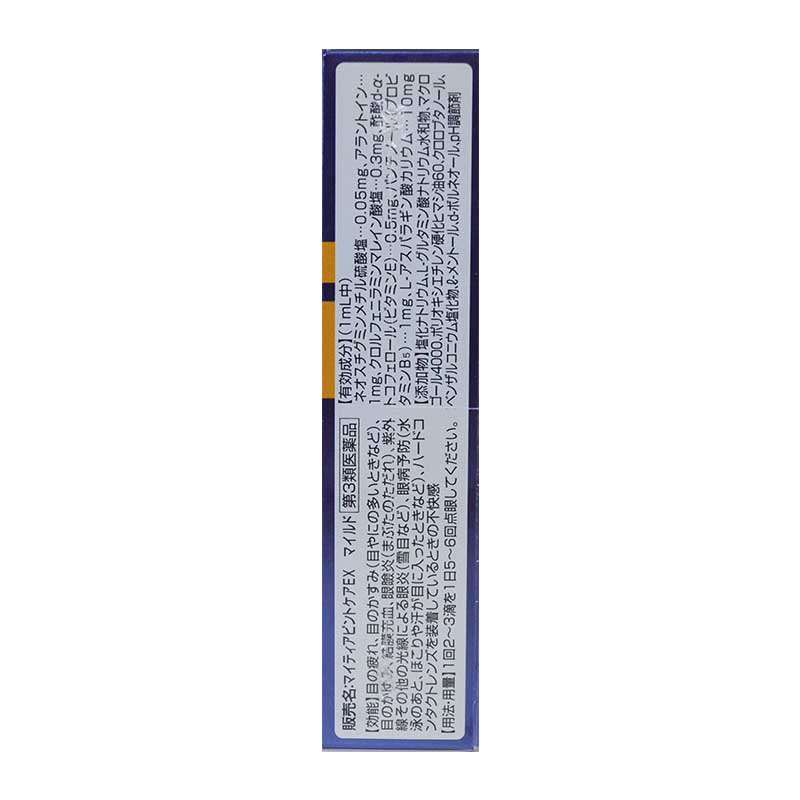 販売名:マイティアピントケアEX マイルド 第3類医薬品
【効能】目の疲れ、目のかすみ(目やにの多いときなど)、
目のかゆみ、結膜充血、眼瞼炎(まぶたのただれ)、紫外
線その他の光線による眼炎(雪目など)、眼病予防(水
泳のあと、ほこりや汗が目に入ったときなど)、ハードコ
ンタクトレンズを装着しているときの不快感
【用法・用量】1回2〜3滴を1日5〜6回点眼してください。
【有効成分】(1mL中)
ネオスチグミンメチル硫酸塩…0.05mg、アラントイン…
1mg、クロルフェニラミンマレイン酸塩…0.3mg、酢酸d-α-
トコフェロール(ビタミンE)…0.5mg、パンテノール(プロビ
タミンB5)…1mg、L-アスパラギン酸カリウム…10mg
【添加物】塩化ナトリウム、L-グルタミン酸ナトリウム水和物、マクロ
ゴール4000、ポリオキシエチレン硬化ヒマシ油60、クロロブタノール、
ベンザルコニウム塩化物、ℓ-メントール、d-ボルネオール、pH調節剤